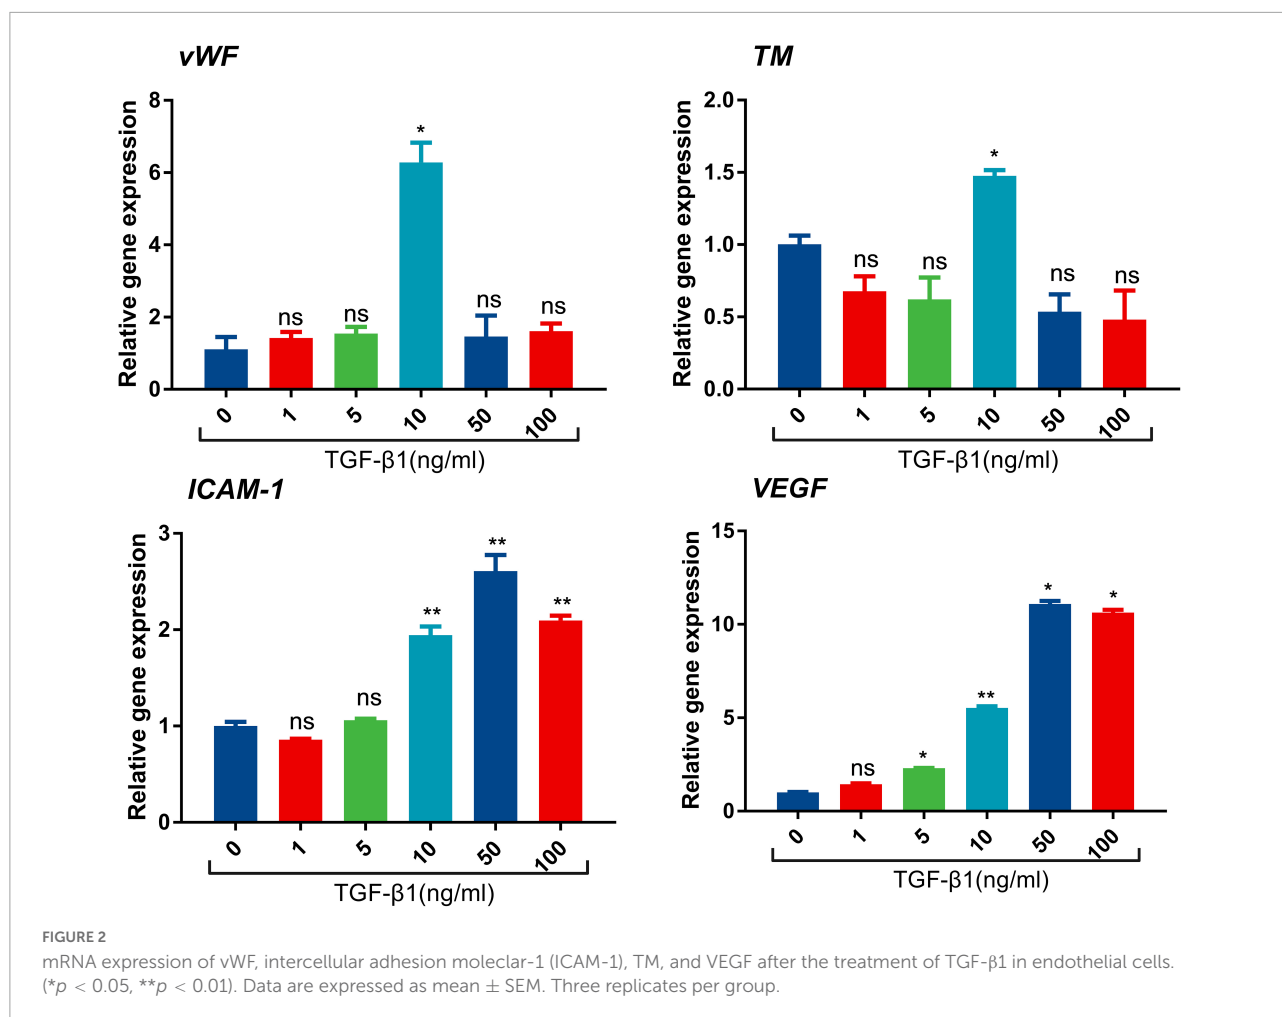 vWF
Relative gene expression
8
6
4
2
0
*
ns
ns
ns
ns
0
1
5
10
50
100
TGF-β1(ng/ml)
TM
Relative gene expression
2.0
1.5
1.0
0.5
0.0
ns
ns
*
ns
ns
0
1
5
10
50
100
TGF-β1(ng/ml)
ICAM-1
Relative gene expression
3
2
1
0
ns
ns
**
**
**
0
1
5
10
50
100
TGF-β1(ng/ml)
VEGF
Relative gene expression
15
10
5
0
ns
*
**
*
*
0
1
5
10
50
100
TGF-β1(ng/ml)
FIGURE 2
mRNA expression of vWF, intercellular adhesion moleclar-1 (ICAM-1), TM, and VEGF after the treatment of TGF-β1 in endothelial cells.
(*p < 0.05, **p < 0.01). Data are expressed as mean ± SEM. Three replicates per group.